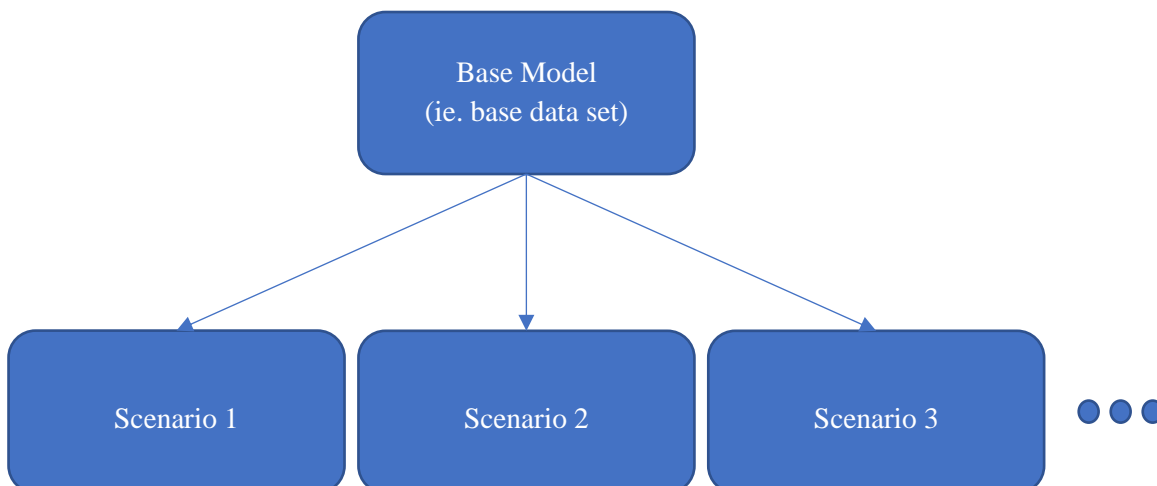 Base Model
(ie. base data set)
Scenario 1
Scenario 2
Scenario 3